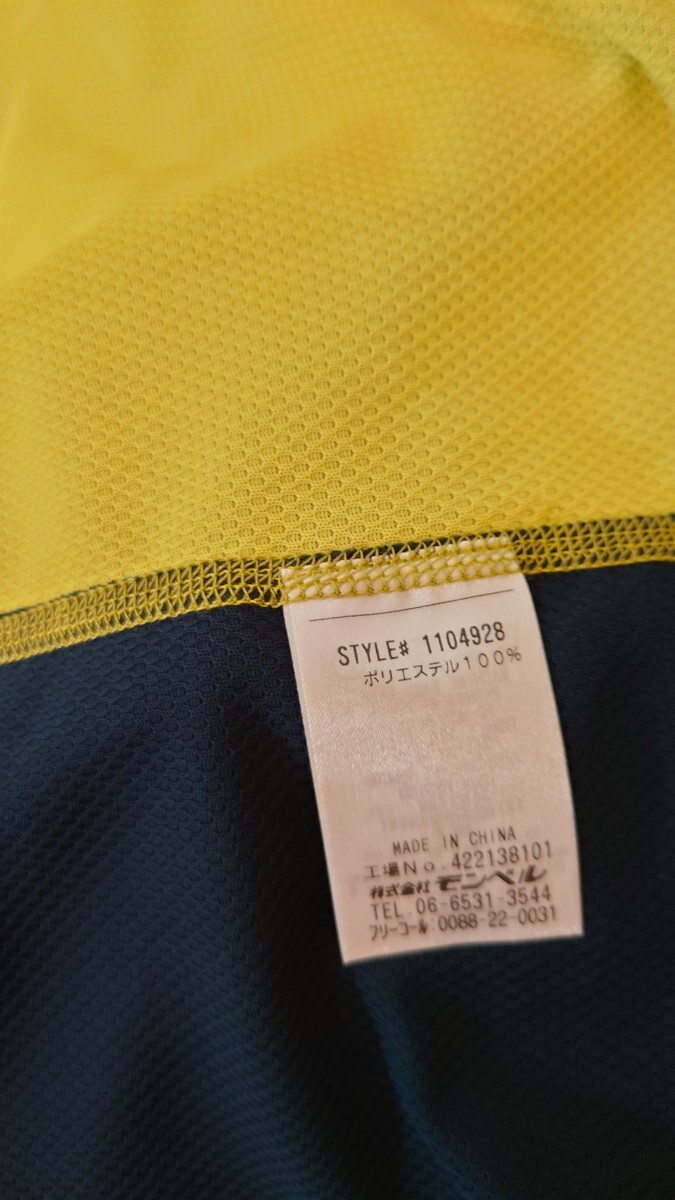 STYLE# 1104928
ポリエステル100%
MADE IN CHINA
工場No.422138101
株式会社 モンベル
TEL.06-6531-3544
フリーコール:0088-22-0031